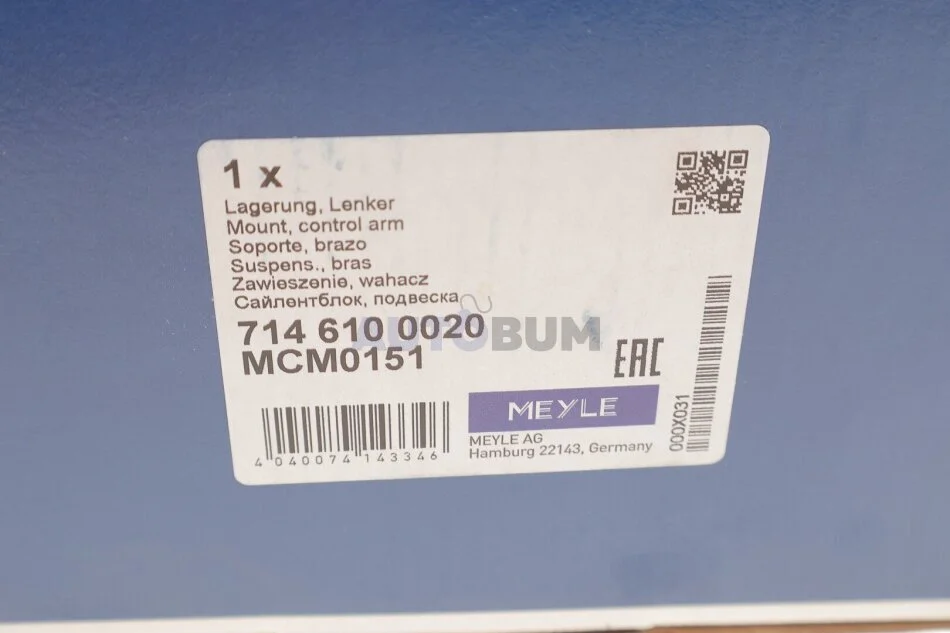 1 x
Lagerung, Lenker
Mount, control arm
Soporte, brazo
Suspens., bras
Zawieszenie, wahacz
Сайлентблок, подвеска
714 610 0020
AUTOBUM
MCM0151
EAC
MEYLE
MEYLE AG
Hamburg 22143, Germany
4 040074 143346
000X031